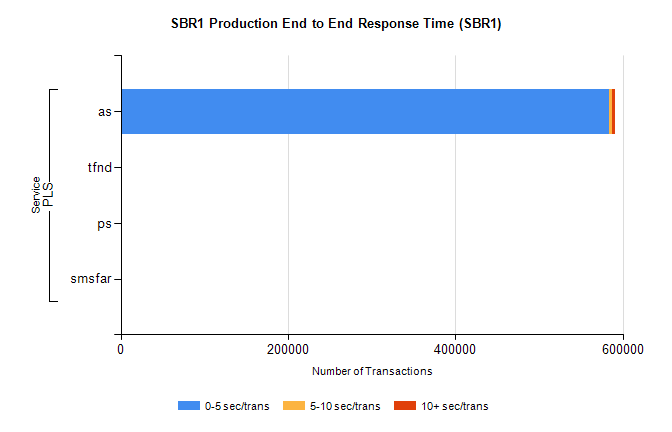 SBR1 Production End to End Response Time (SBR1)
Service
PLS
as
tfnd
ps
smsfar
0 200000 400000 600000
Number of Transactions
0-5 sec/trans 5-10 sec/trans 10+ sec/trans